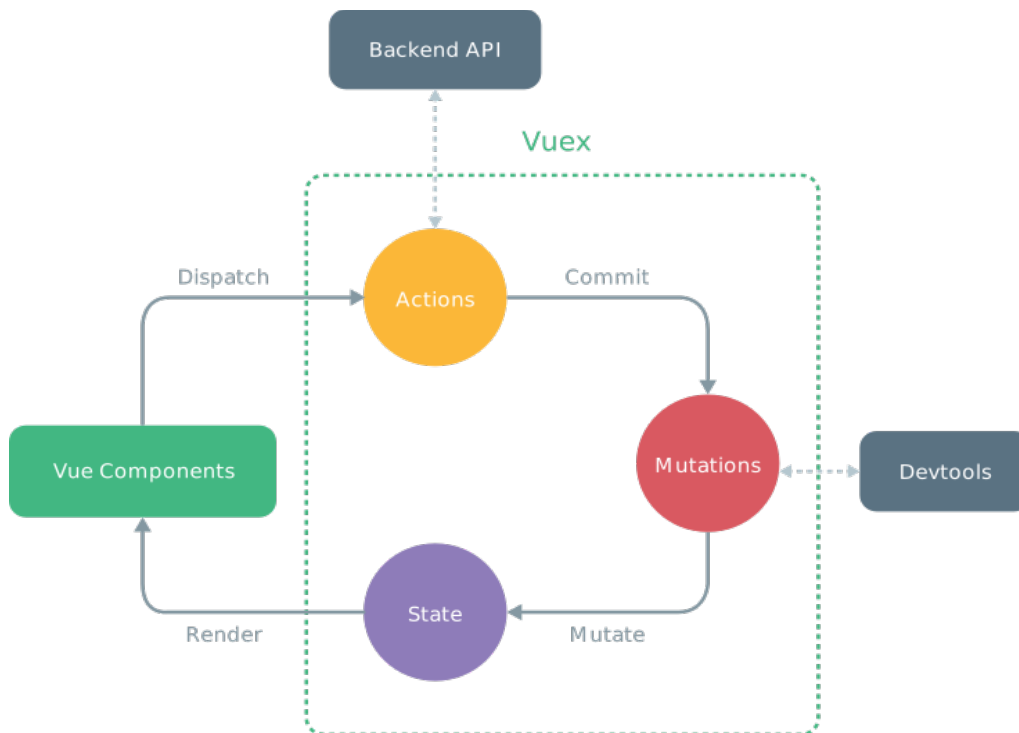 Backend API
Vuex
Dispatch
Commit
Actions
Vue Components
Mutations
Devtools
State
Render
Mutate